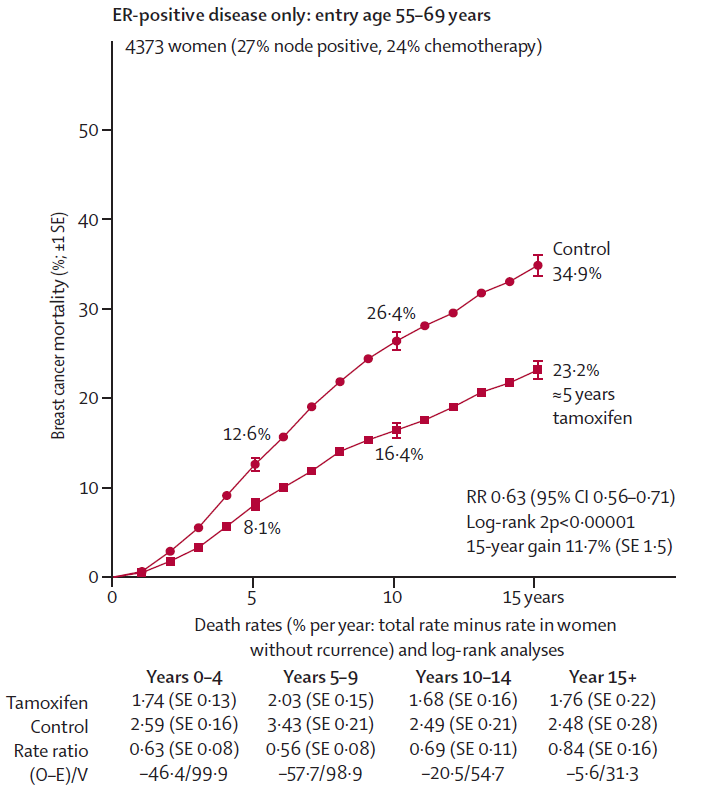 ER-positive disease only: entry age 55–69 years
4373 women (27% node positive, 24% chemotherapy)
Breast cancer mortality (%; ±1 SE)
50
40
30
20
10
0
Control
34·9%
26·4%
23·2%
≈5 years
tamoxifen
12·6%
16·4%
8·1%
RR 0·63 (95% CI 0·56–0·71)
Log-rank 2p<0·00001
15-year gain 11·7% (SE 1·5)
0 5 10 15 years
Death rates (% per year: total rate minus rate in women
without rcurrence) and log-rank analyses
Years 0–4 Years 5–9 Years 10–14 Year 15+
Tamoxifen 1·74 (SE 0·13) 2·03 (SE 0·15) 1·68 (SE 0·16) 1·76 (SE 0·22)
Control 2·59 (SE 0·16) 3·43 (SE 0·21) 2·49 (SE 0·21) 2·48 (SE 0·28)
Rate ratio 0·63 (SE 0·08) 0·56 (SE 0·08) 0·69 (SE 0·11) 0·84 (SE 0·16)
(O–E)/V –46·4/99·9 –57·7/98·9 –20·5/54·7 –5·6/31·3